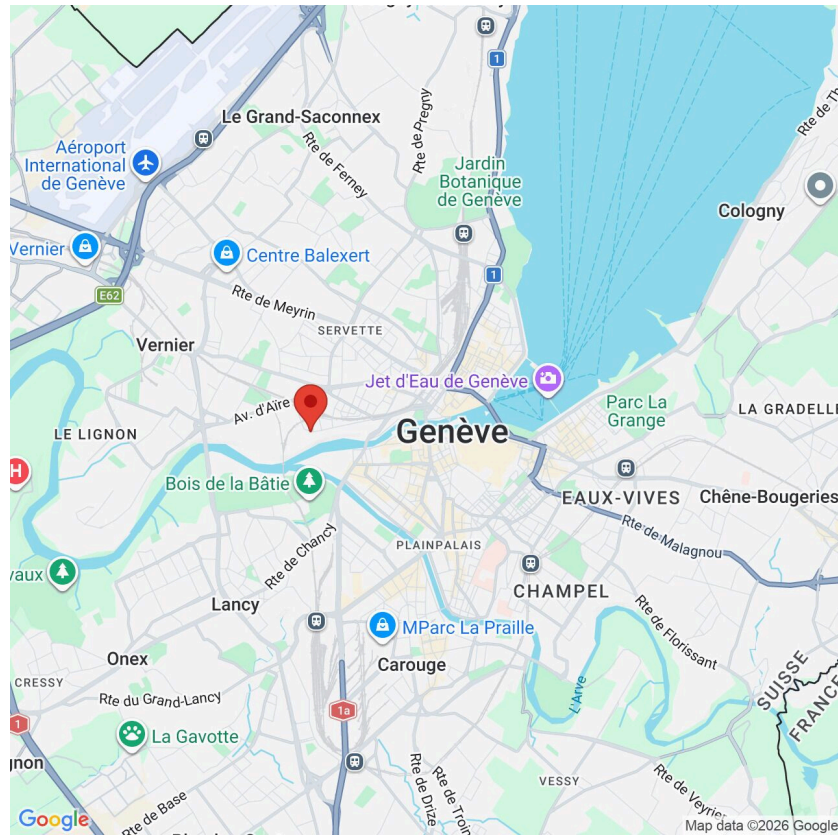 Le Grand-Saconnex
Aéroport
International
de Genève
Rte de Ferney
Rte de Pregny
1
Jardin
Botanique
de Genève
Cologny
Vernier
Centre Balexert
1
E62
Rte de Meyrin
SERVETTE
Vernier
Jet d'Eau de Genève
Av. d'Aïre
Parc La
Grange
LA GRADELLE
LE LIGNON
Genève
H
Bois de la Bâtie
EAUX-VIVES
Chêne-Bougeries
Rte de Malagnou
PLAINPALAIS
Rte de Chancy
CHAMPEL
vaux
Lancy
MParc La Praille
Rte de Florissant
Onex
Carouge
CRESSY
Rte du Grand-Lancy
L'Arve
SUISSE
FRANCE
1
1a
La Gavotte
Rte de Drize
VESSY
Rte de Base
Rte de Veyrier
Google
Map data ©2026 Google